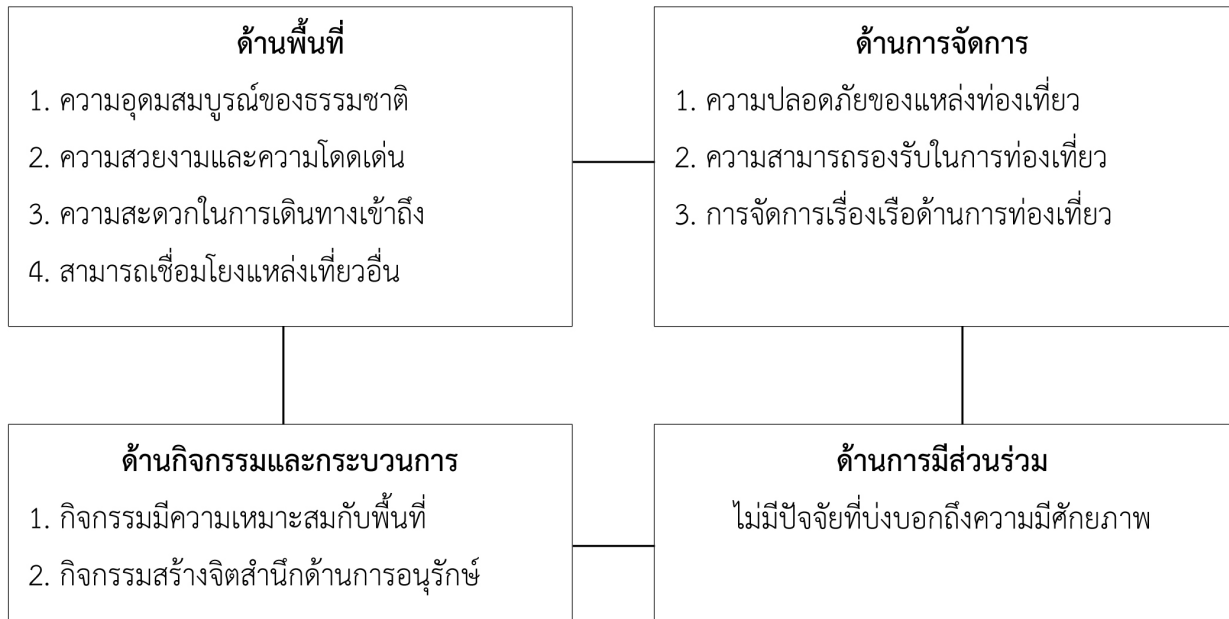 ด้านพื้นที่
1. ความอุดมสมบูรณ์ของธรรมชาติ
2. ความสวยงามและความโดดเด่น
3. ความสะดวกในการเดินทางเข้าถึง
4. สามารถเชื่อมโยงแหล่งเที่ยวอื่น
ด้านการจัดการ
1. ความปลอดภัยของแหล่งท่องเที่ยว
2. ความสามารถรองรับในการท่องเที่ยว
3. การจัดการเรื่องเรือด้านการท่องเที่ยว
ด้านกิจกรรมและกระบวนการ
1. กิจกรรมมีความเหมาะสมกับพื้นที่
2. กิจกรรมสร้างจิตสำนึกด้านการอนุรักษ์
ด้านการมีส่วนร่วม
ไม่มีปัจจัยที่บ่งบอกถึงความมีศักยภาพ